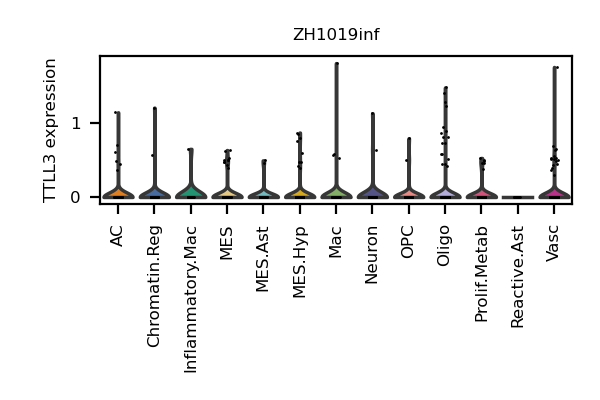 ZH1019inf
TTLL3 expression
1
0
AC
Chromatin.Reg
Inflammatory.Mac
MES
MES.Ast
MES.Hyp
Mac
Neuron
OPC
Oligo
Prolif.Metab
Reactive.Ast
Vasc